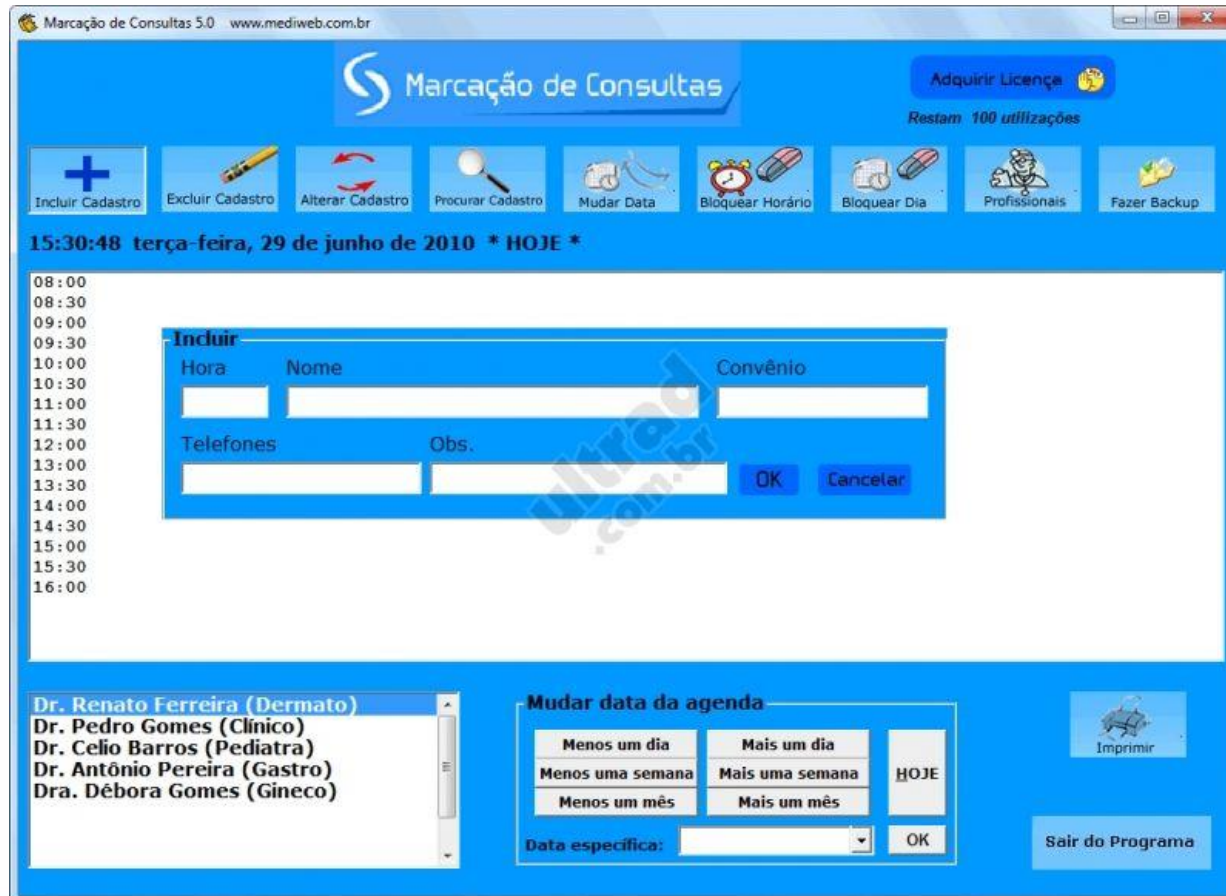 Marcação de Consultas 5.0 www.mediweb.com.br
Marcação de Consultas
Adquirir Licença
Restam 100 utilizações
Incluir Cadastro
Excluir Cadastro
Alterar Cadastro
Procurar Cadastro
Mudar Data
Bloquear Horário
Bloquear Dia
Profissionais
Fazer Backup
15:30:48 terça-feira, 29 de junho de 2010 * HOJE *
08:00
08:30
09:00
09:30
10:00
10:30
11:00
11:30
12:00
13:00
13:30
14:00
14:30
15:00
15:30
16:00
Incluir
Hora Nome Convênio
Telefones Obs.
OK Cancelar
ultrad
.com.br
Dr. Renato Ferreira (Dermato)
Dr. Pedro Gomes (Clínico)
Dr. Celio Barros (Pediatra)
Dr. Antônio Pereira (Gastro)
Dra. Débora Gomes (Gineco)
Mudar data da agenda
Menos um dia Mais um dia
Menos uma semana Mais uma semana
Menos um mês Mais um mês
HOJE
Data específica: OK
Imprimir
Sair do Programa